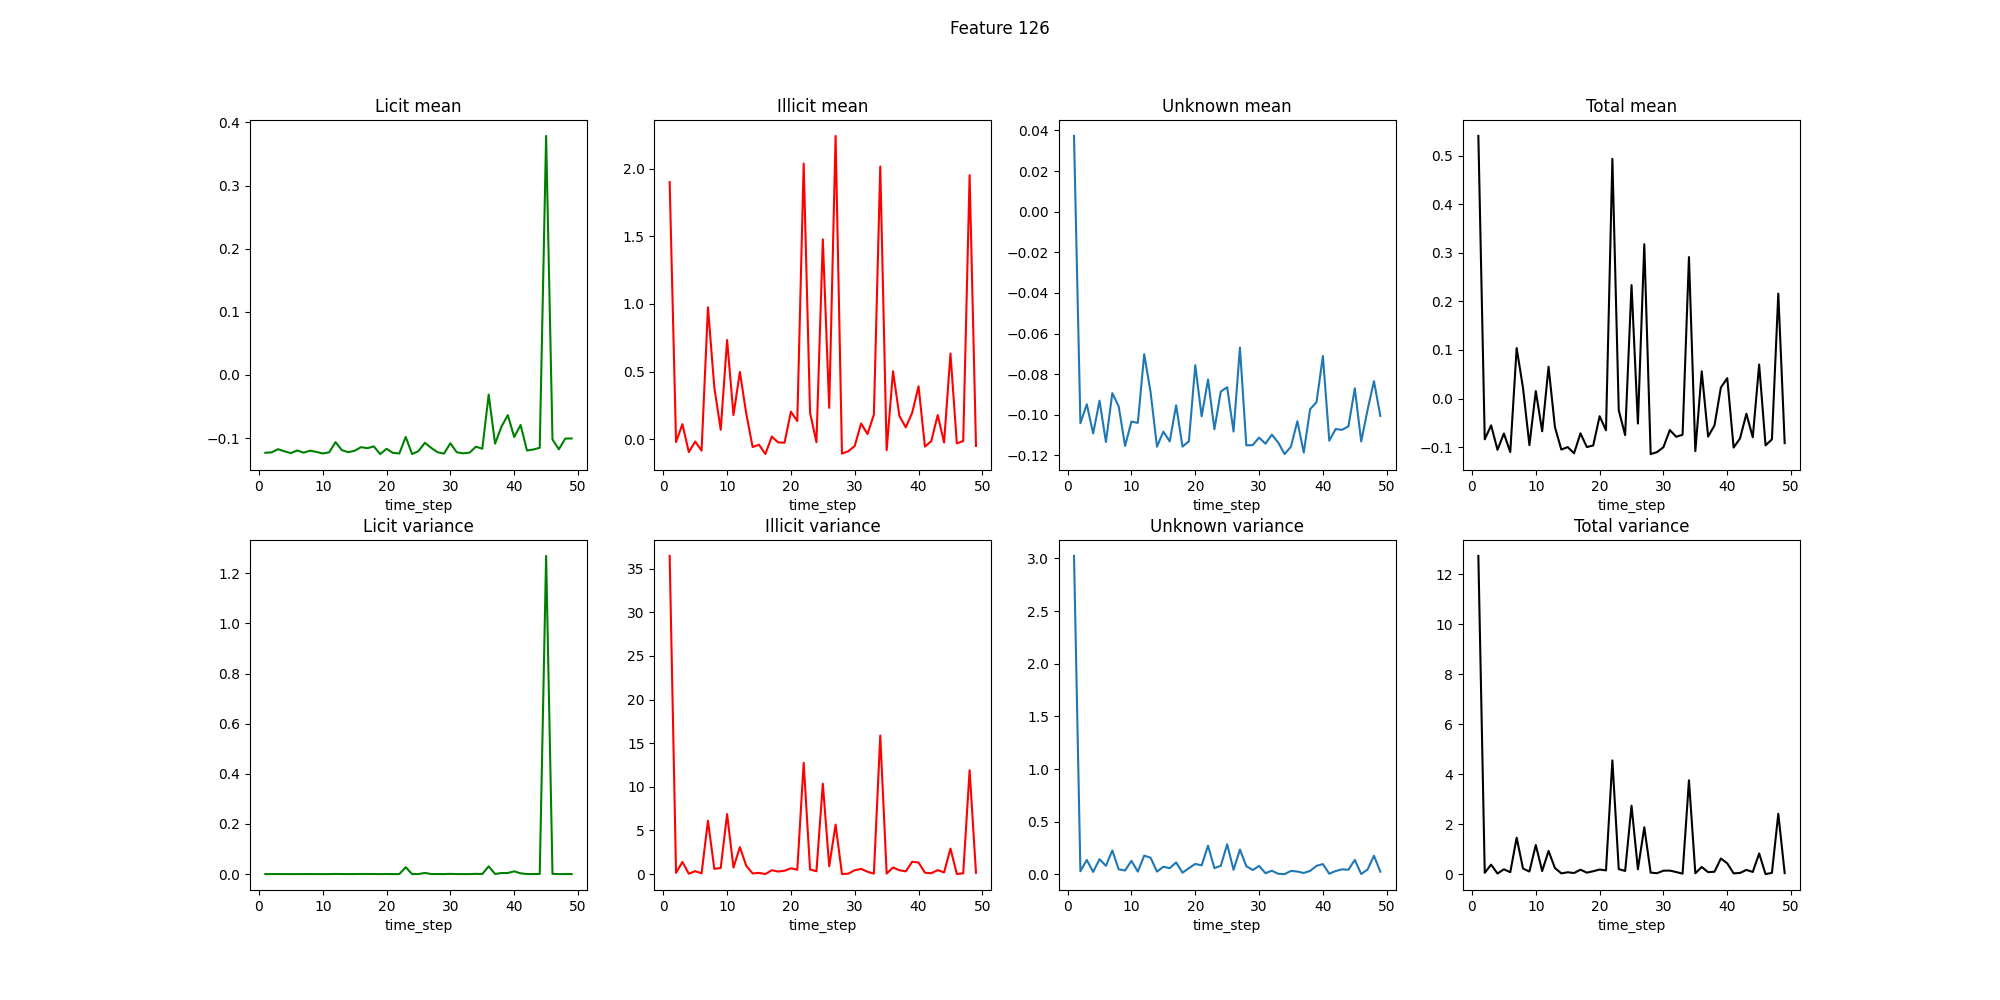 Feature 126
Licit mean
Illicit mean
Unknown mean
Total mean
0.4
0.3
0.2
0.1
0.0
−0.1
0 10 20 30 40 50
time_step
2.0
1.5
1.0
0.5
0.0
0 10 20 30 40 50
time_step
0.04
0.02
0.00
−0.02
−0.04
−0.06
−0.08
−0.10
−0.12
0 10 20 30 40 50
time_step
0.5
0.4
0.3
0.2
0.1
0.0
−0.1
0 10 20 30 40 50
time_step
Licit variance
Illicit variance
Unknown variance
Total variance
1.2
1.0
0.8
0.6
0.4
0.2
0.0
0 10 20 30 40 50
time_step
35
30
25
20
15
10
5
0
0 10 20 30 40 50
time_step
3.0
2.5
2.0
1.5
1.0
0.5
0.0
0 10 20 30 40 50
time_step
12
10
8
6
4
2
0
0 10 20 30 40 50
time_step